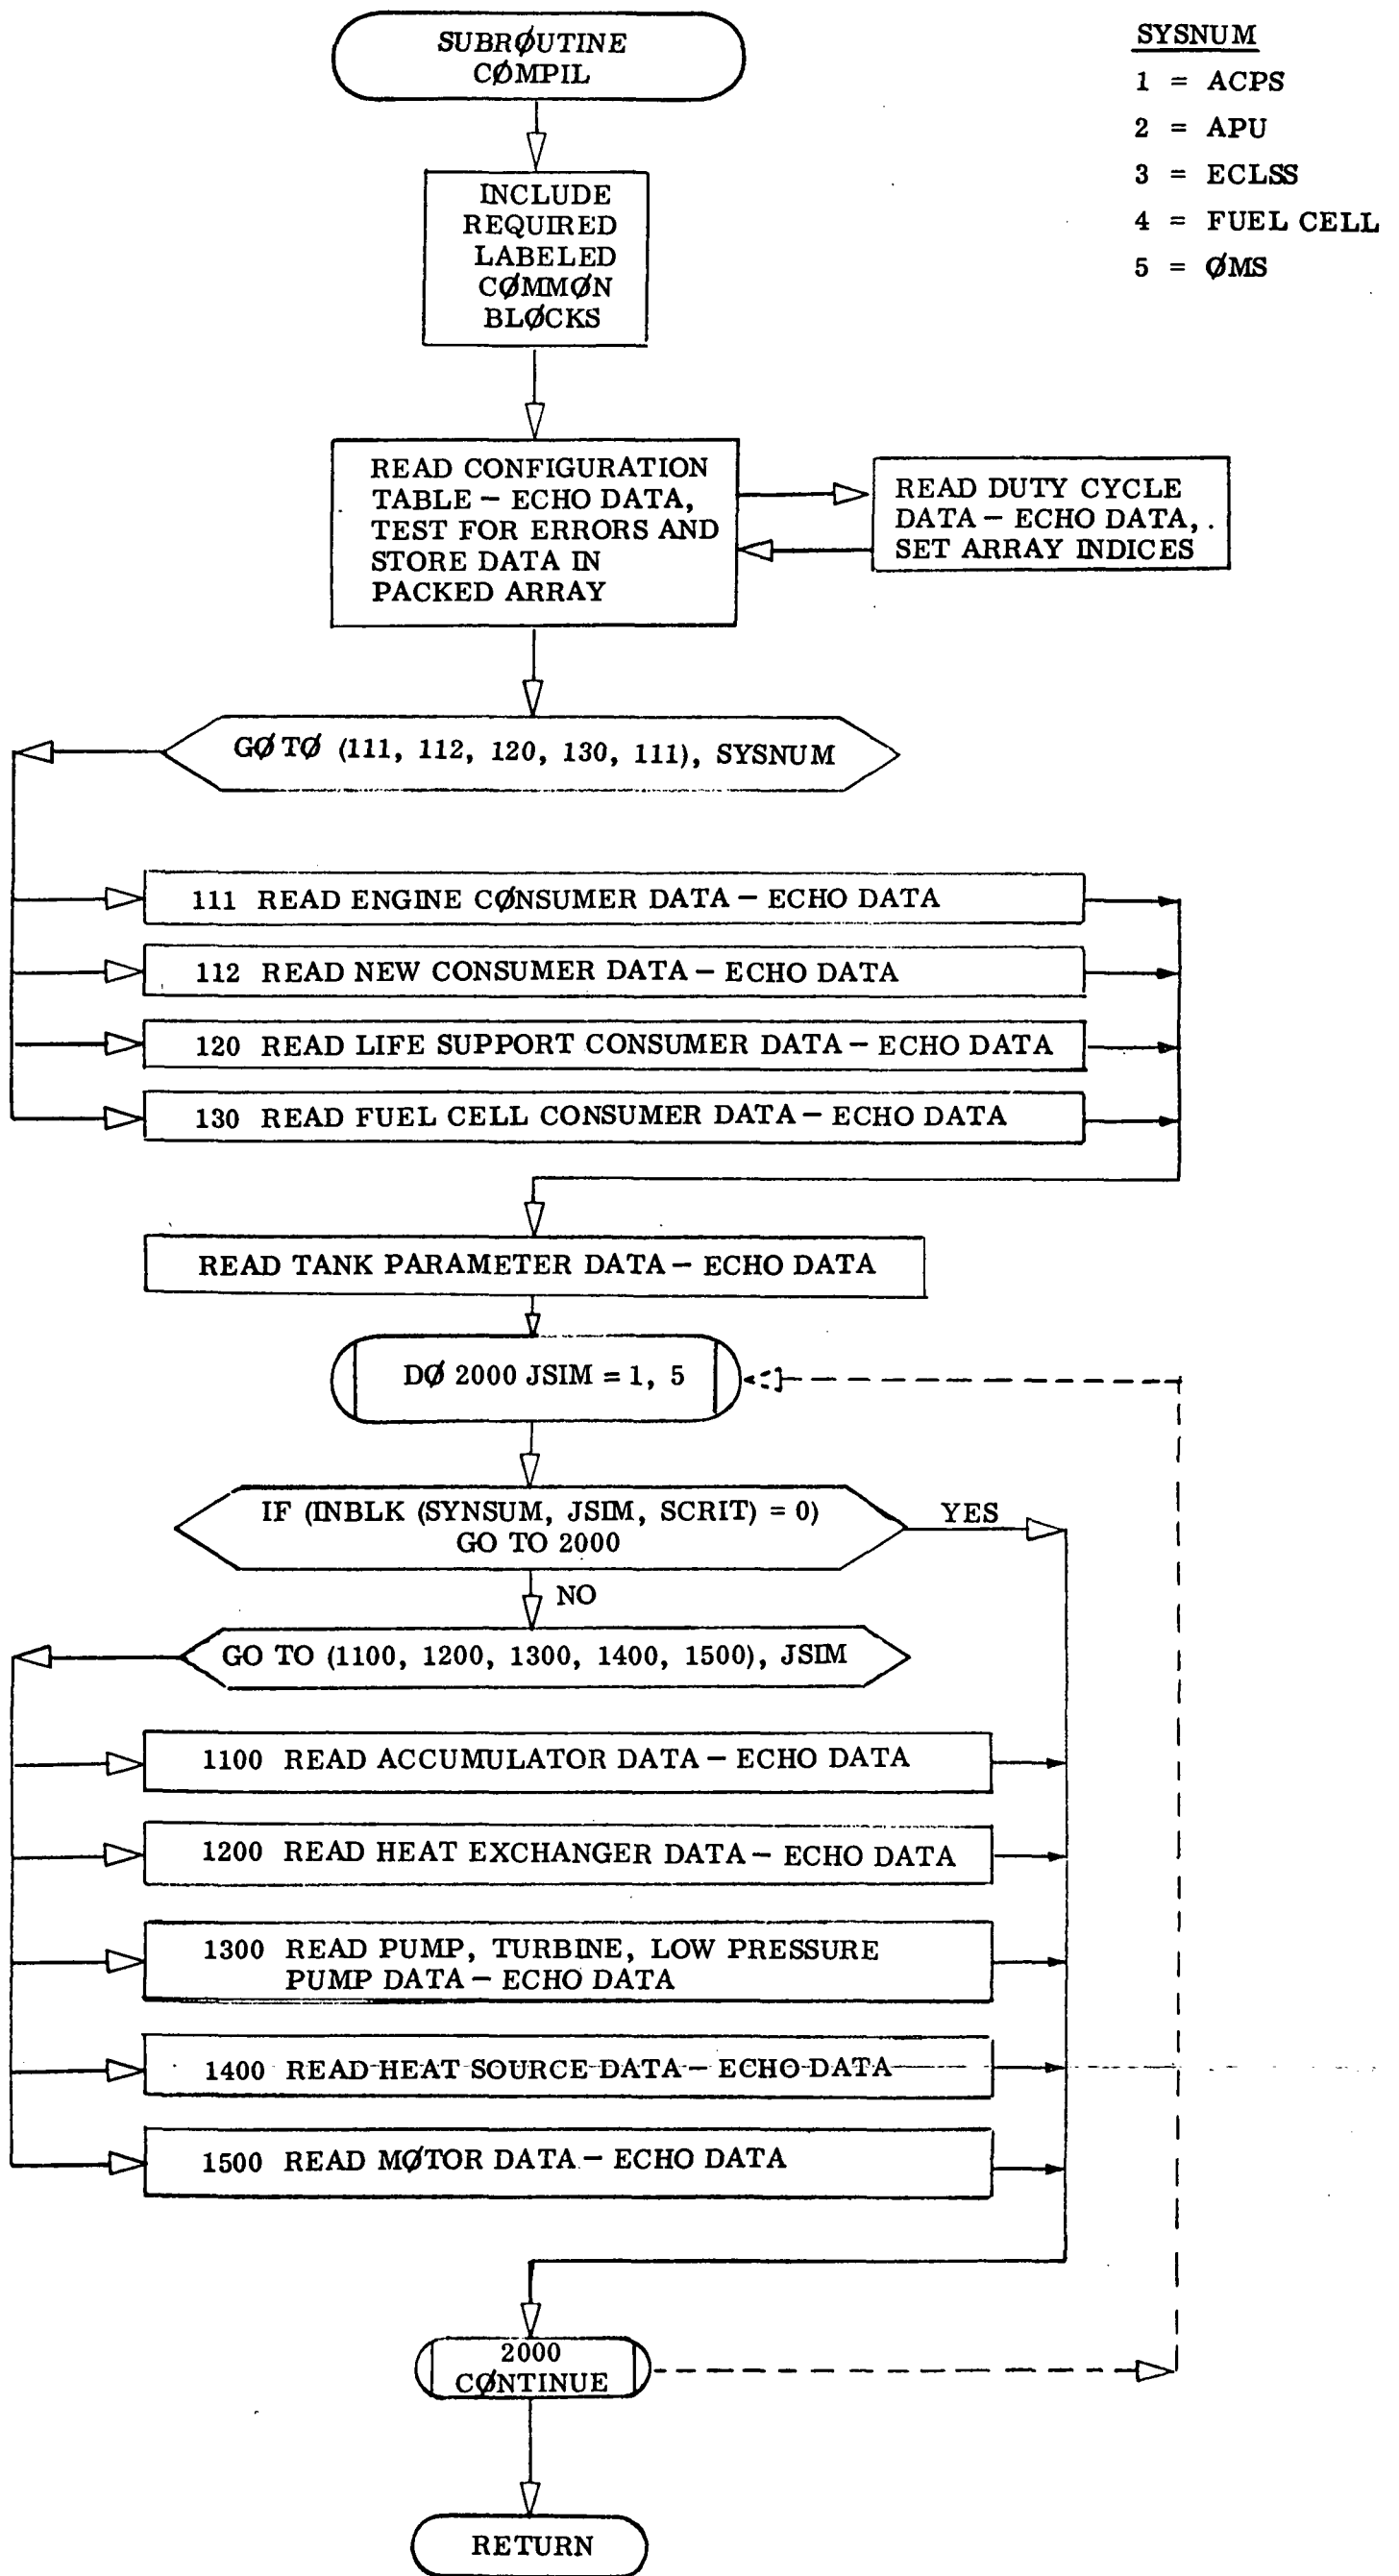 SUBRØUTINE
CØMPIL
SYSNUM
1 = ACPS
2 = APU
3 = ECLSS
4 = FUEL CELL
5 = ØMS
INCLUDE
REQUIRED
LABELED
CØMMØN
BLØCKS
READ CONFIGURATION
TABLE – ECHO DATA,
TEST FOR ERRORS AND
STORE DATA IN
PACKED ARRAY
READ DUTY CYCLE
DATA – ECHO DATA,
SET ARRAY INDICES
GØ TØ (111, 112, 120, 130, 111), SYSNUM
111 READ ENGINE CØNSUMER DATA – ECHO DATA
112 READ NEW CONSUMER DATA – ECHO DATA
120 READ LIFE SUPPORT CONSUMER DATA – ECHO DATA
130 READ FUEL CELL CONSUMER DATA – ECHO DATA
READ TANK PARAMETER DATA – ECHO DATA
DØ 2000 JSIM = 1, 5
IF (INBLK (SYNSUM, JSIM, SCRIT) = 0)
GO TO 2000
YES
NO
GO TO (1100, 1200, 1300, 1400, 1500), JSIM
1100 READ ACCUMULATOR DATA – ECHO DATA
1200 READ HEAT EXCHANGER DATA – ECHO DATA
1300 READ PUMP, TURBINE, LOW PRESSURE
PUMP DATA – ECHO DATA
1400 READ HEAT SOURCE DATA – ECHO DATA
1500 READ MØTOR DATA – ECHO DATA
2000
CØNTINUE
RETURN